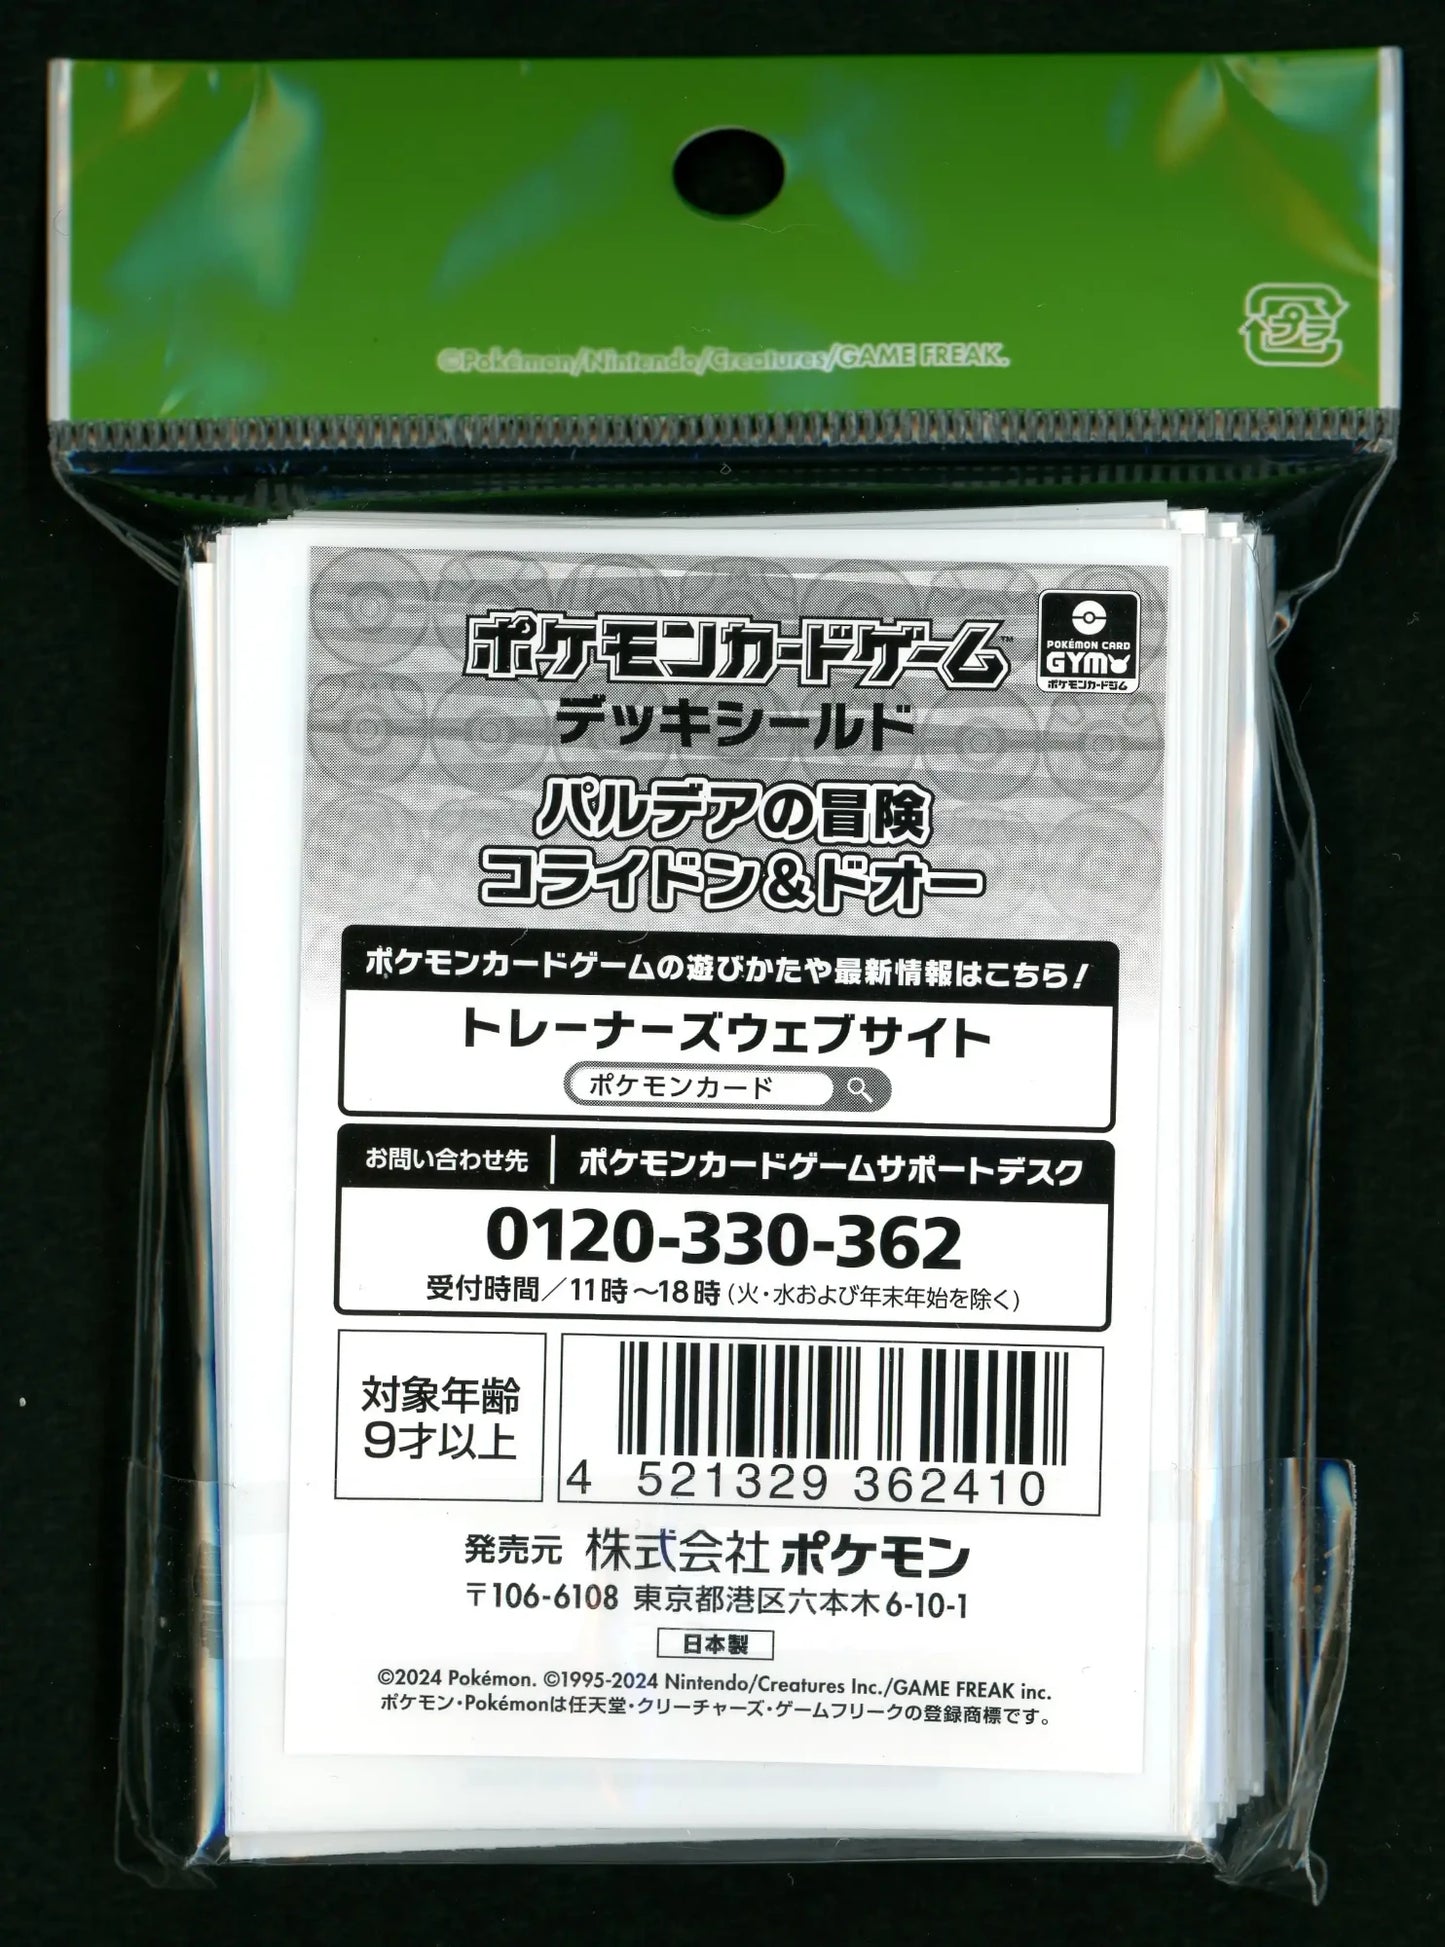 ©Pokémon/Nintendo/Creatures/GAME FREAK.
プラ
ポケモンカードゲーム™
POKÉMON CARD
GYM
ポケモンカードジム
デッキシールド
パルデアの冒険
コライドン&ドオー
ポケモンカードゲームの遊びかたや最新情報はこちら!
トレーナーズウェブサイト
ポケモンカード
お問い合わせ先 ポケモンカードゲームサポートデスク
0120-330-362
受付時間/11時~18時(火・水および年末年始を除く)
対象年齢
9才以上
4 521329 362410
発売元 株式会社ポケモン
〒106-6108 東京都港区六本木6-10-1
日本製
©2024 Pokémon. ©1995-2024 Nintendo/Creatures Inc./GAME FREAK inc.
ポケモン・Pokémonは任天堂・クリーチャーズ・ゲームフリークの登録商標です。